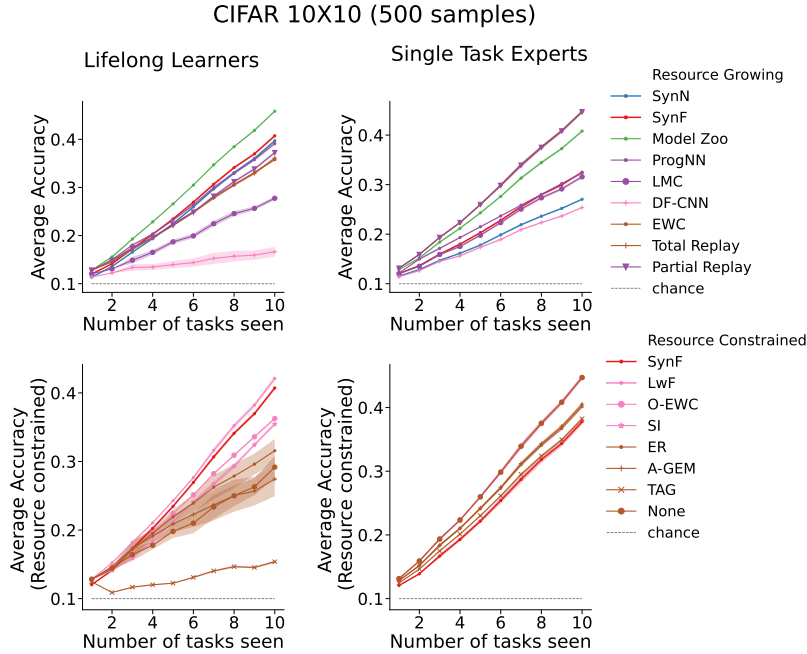 CIFAR 10X10 (500 samples)
Lifelong Learners
Single Task Experts
Average Accuracy
0.4
0.3
0.2
0.1
2 4 6 8 10
Number of tasks seen
Average Accuracy
0.4
0.3
0.2
0.1
2 4 6 8 10
Number of tasks seen
Resource Growing
SynN
SynF
Model Zoo
ProgNN
LMC
DF-CNN
EWC
Total Replay
Partial Replay
chance
Average Accuracy
(Resource constrained)
0.4
0.3
0.2
0.1
2 4 6 8 10
Number of tasks seen
Average Accuracy
(Resource constrained)
0.4
0.3
0.2
0.1
2 4 6 8 10
Number of tasks seen
Resource Constrained
SynF
LwF
O-EWC
SI
ER
A-GEM
TAG
None
chance